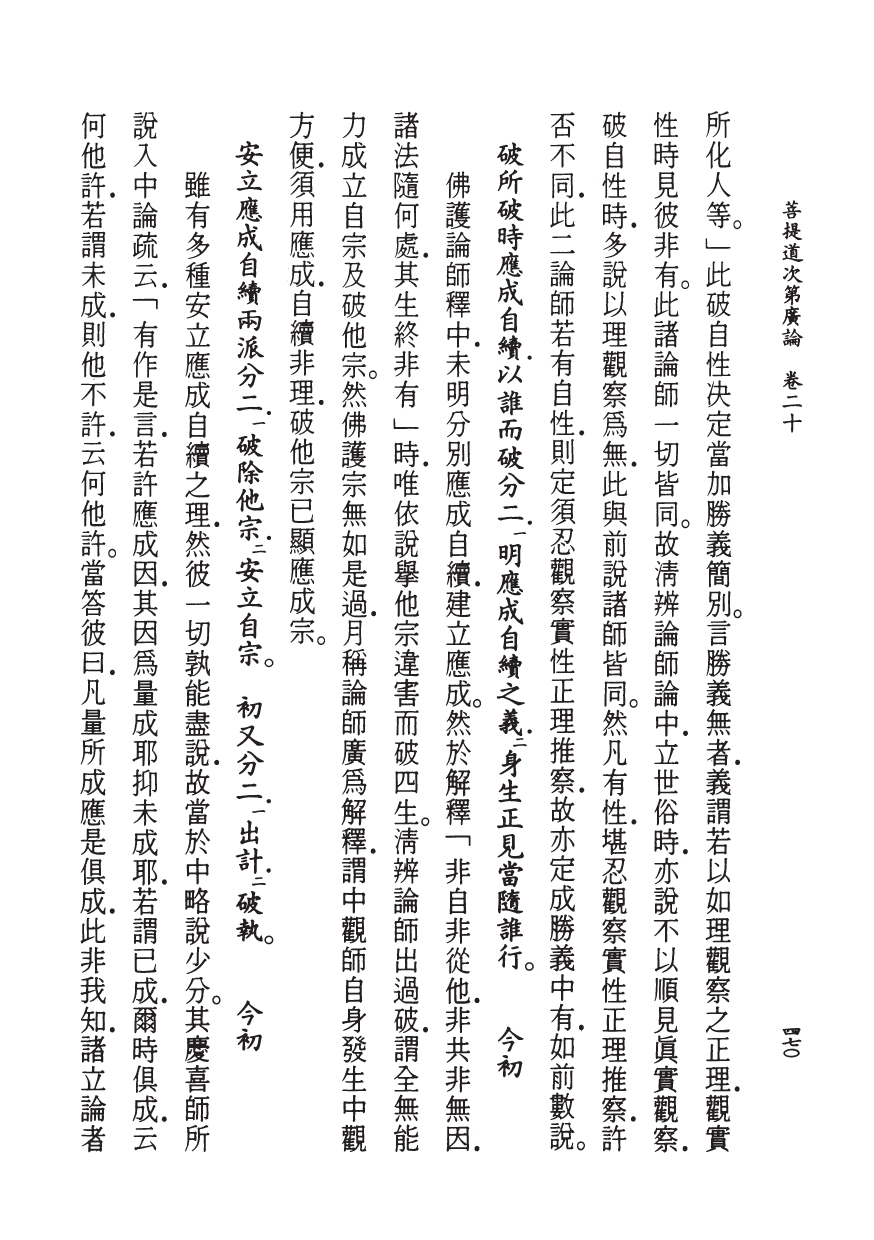 菩提道次第廣論　卷二十
四七〇
所化人等。」此破自性決定當加勝義簡別。言勝義無者．義謂若以如理觀察之正理．觀實
性時見彼非有。此諸論師一切皆同。故淸辨論師論中．立世俗時．亦說不以順見眞實觀察．
破自性時．多說以理觀察爲無．此與前說諸師皆同。然凡有性．堪忍觀察實性正理推察．許
否不同．此二論師若有自性．則定須忍觀察實性正理推察．故亦定成勝義中有．如前數說。
破所破時應成自續以誰而破分二．一明應成自續之義．二身生正見當隨誰行。　今初
佛護論師釋中．未明分別應成自續．建立應成。然於解釋「非自非從他．非共非無因．
諸法隨何處．其生終非有」時．唯依說擧他宗違害而破四生。淸辨論師出過破．謂全無能
力成立自宗及破他宗。然佛護宗無如是過．月稱論師廣爲解釋．謂中觀師自身發生中觀
方便．須用應成．自續非理．破他宗已顯應成宗。
安立應成自續兩派分二．一破除他宗．二安立自宗。　初又分二．一出計．二破執。　今初
雖有多種安立應成自續之理．然彼一切孰能盡說．故當於中略說少分。其慶喜師所
說入中論疏云．「有作是言．若許應成因．其因爲量成耶抑未成耶．若謂已成．爾時俱成．云
何他許．若謂未成．則他不許．云何他許。當答彼曰．凡量所成應是俱成．此非我知．諸立論者